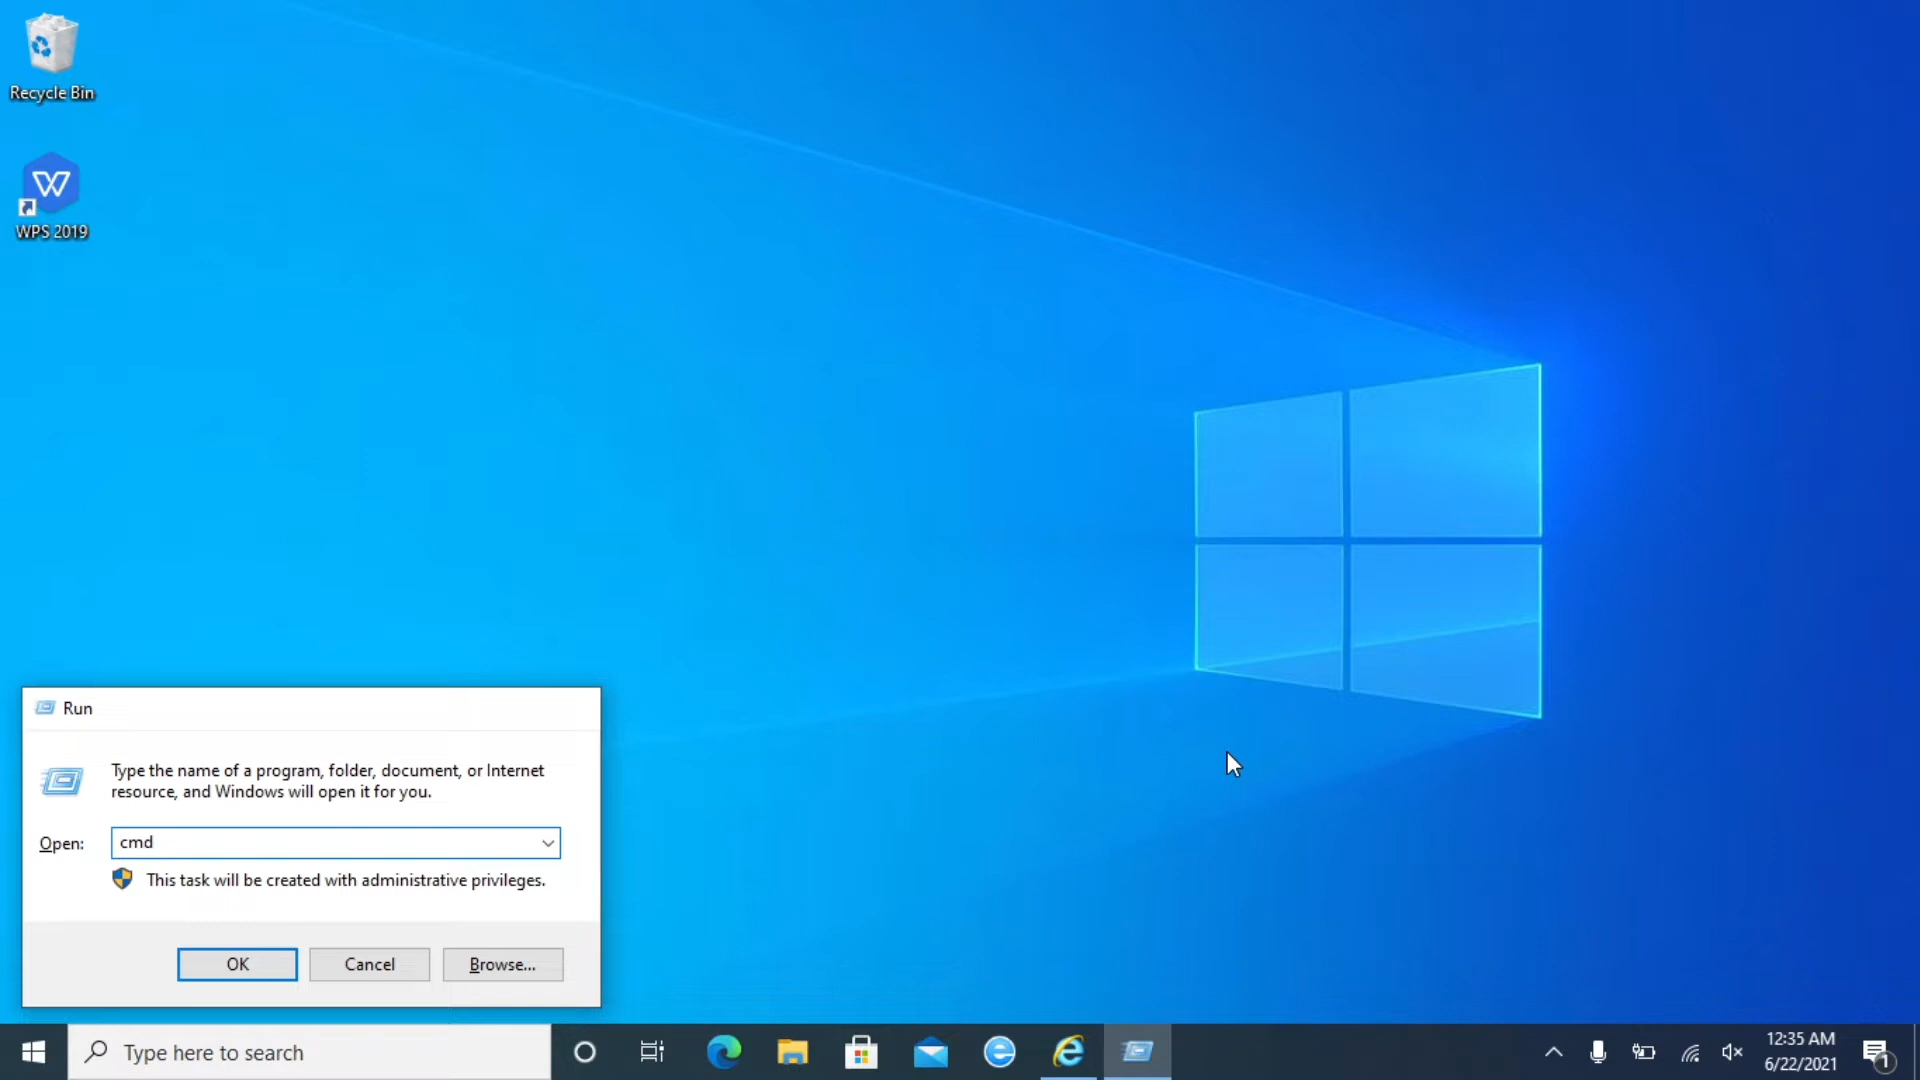 Recycle Bin
WPS 2019
Run
Type the name of a program, folder, document, or Internet
resource, and Windows will open it for you.
Open:
cmd
This task will be created with administrative privileges.
OK
Cancel
Browse...
Type here to search
12:35 AM
6/22/2021
1